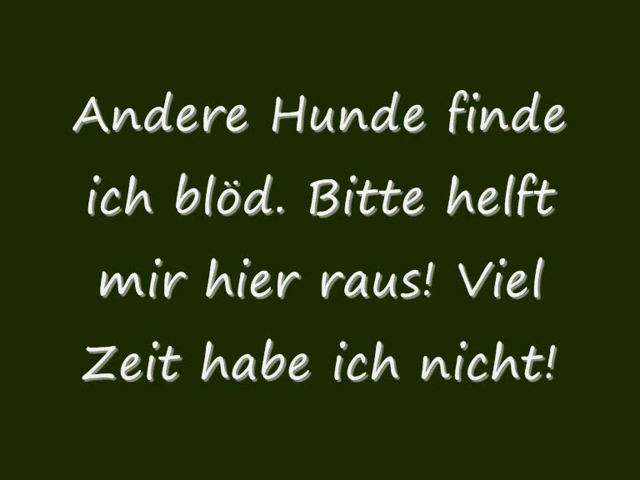 Andere Hunde finde
ich blöd. Bitte helft
mir hier raus! Viel
Zeit habe ich nicht!